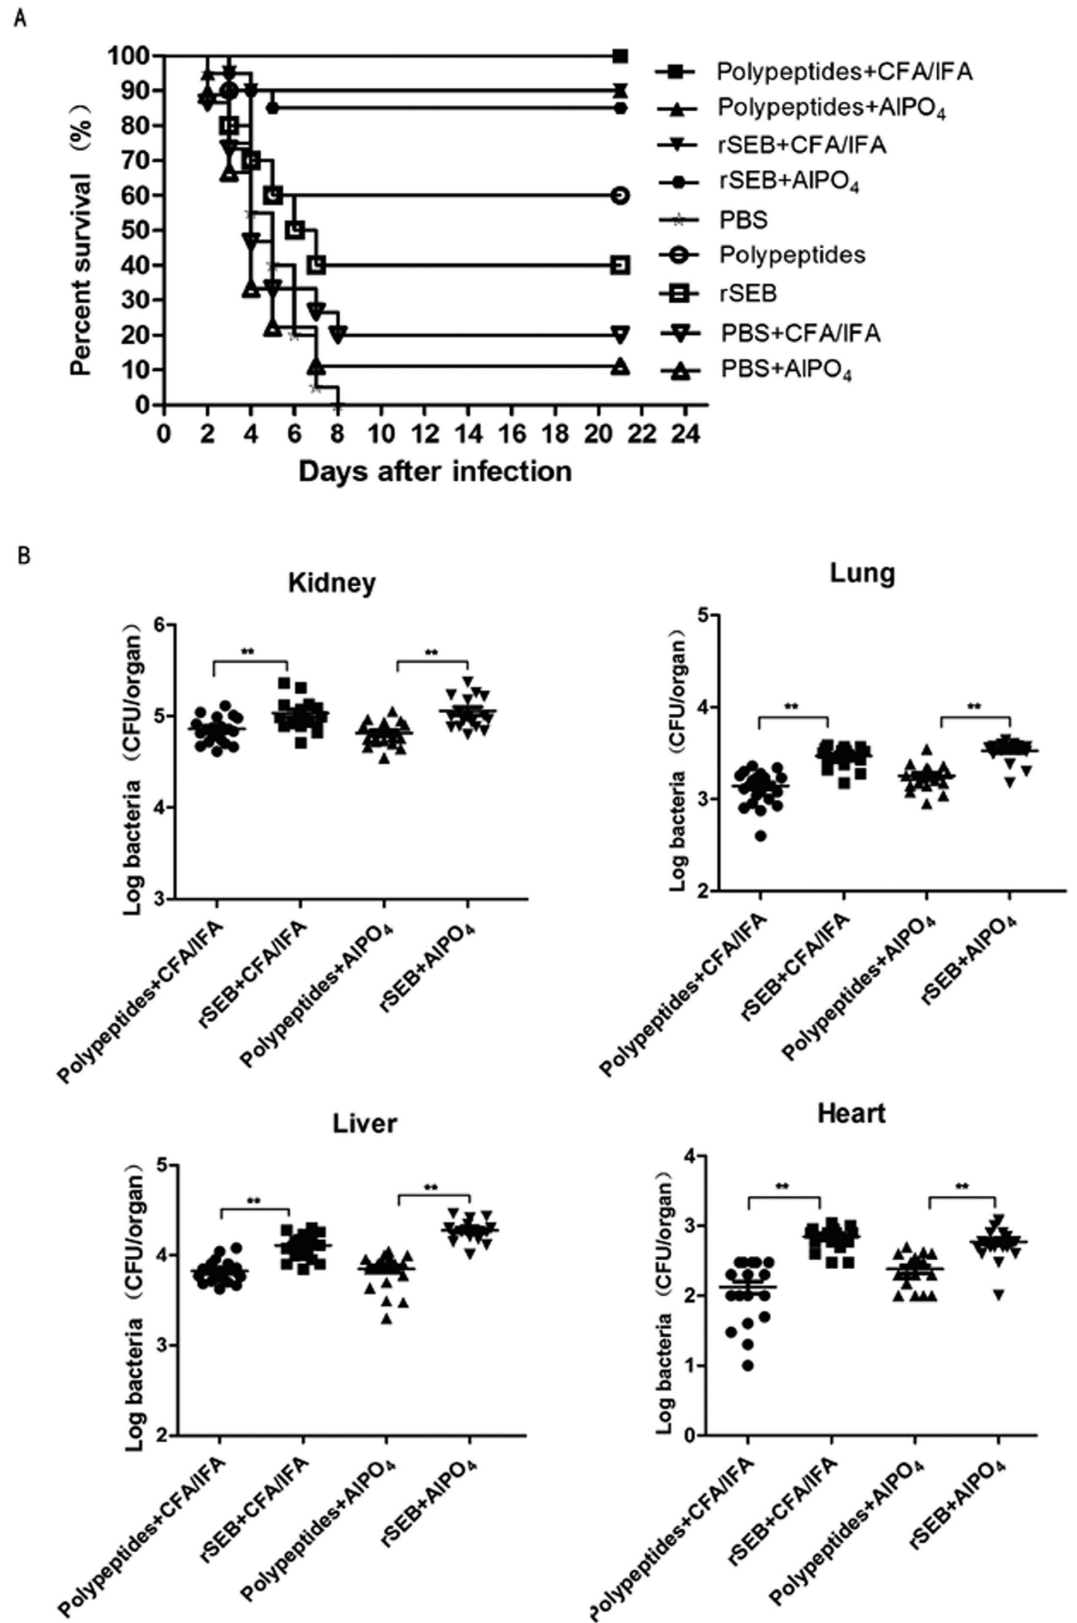 A
Percent survival (%)
100
90
80
70
60
50
40
30
20
10
0
0 2 4 6 8 10 12 14 16 18 20 22 24
Days after infection
Polypeptides+CFA/IFA
Polypeptides+AlPO4
rSEB+CFA/IFA
rSEB+AlPO4
PBS
Polypeptides
rSEB
PBS+CFA/IFA
PBS+AlPO4
B
Kidney
Log bacteria (CFU/organ)
6
5
4
3
** **
Polypeptides+CFA/IFA
rSEB+CFA/IFA
Polypeptides+AlPO4
rSEB+AlPO4
Lung
Log bacteria (CFU/organ)
5
4
3
2
** **
Polypeptides+CFA/IFA
rSEB+CFA/IFA
Polypeptides+AlPO4
rSEB+AlPO4
Liver
Log bacteria (CFU/organ)
5
4
3
2
** **
Polypeptides+CFA/IFA
rSEB+CFA/IFA
Polypeptides+AlPO4
rSEB+AlPO4
Heart
Log bacteria (CFU/organ)
4
3
2
1
0
** **
Polypeptides+CFA/IFA
rSEB+CFA/IFA
Polypeptides+AlPO4
rSEB+AlPO4